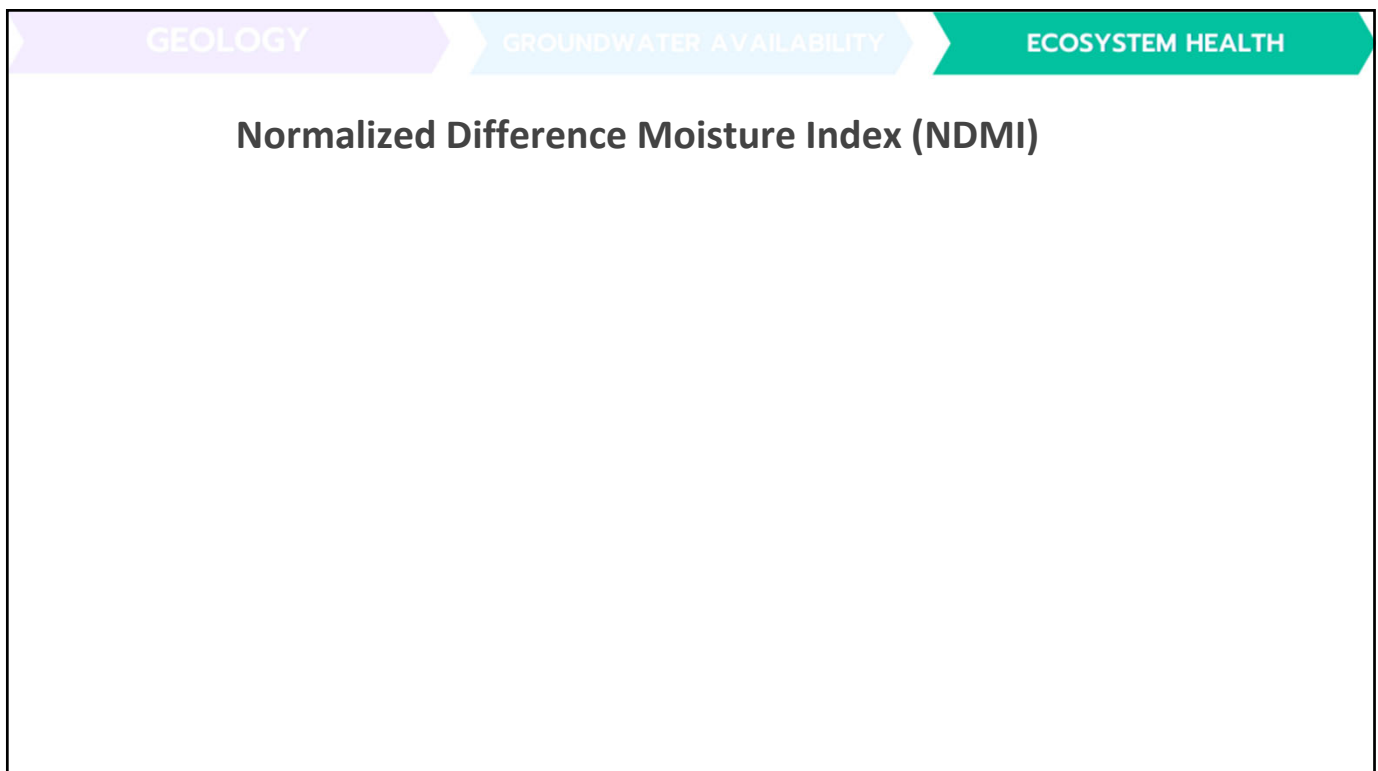 GEOLOGY
GROUNDWATER AVAILABILITY
ECOSYSTEM HEALTH
Normalized Difference Moisture Index (NDMI)